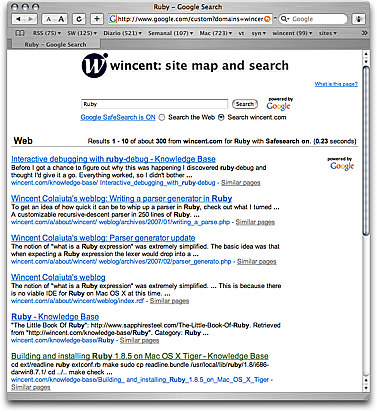 Ruby - Google Search
http://www.google.com/custom?domains=wincer
Google
RSS (75) SW (125) Diario (521) Semanal (107) Mac (723) vt syn wincent (99) sites
Ruby - Google Search
wincent: site map and search
What is this page?
Ruby
Search
powered by
Google
Google SafeSearch is ON
Search the Web
Search wincent.com
Web
Results 1 - 10 of about 300 from wincent.com for Ruby with Safesearch on. (0.23 seconds)
Interactive debugging with ruby-debug - Knowledge Base
Before I got a chance to figure out why this was happening I discovered ruby-debug and
thought I'd give it a go. Everything worked, so I didn't bother ...
wincent.com/knowledge-base/ Interactive_debugging_with_ruby-debug - Similar pages
powered by
Google
Wincent Colaiuta's weblog: Writing a parser generator in Ruby
To get an idea of how quick it can be to whip up a parser in Ruby, check out what I turned ...
A customizable recursive-descent parser in 250 lines of Ruby. ...
wincent.com/a/about/wincent/ weblog/archives/2007/01/writing_a_parse.php - Similar pages
Wincent Colaiuta's weblog: Parser generator update
The notion of "what is a Ruby expression" was extremely simplified. The basic idea was that
when expecting a Ruby expression the lexer would drop into a ...
wincent.com/a/about/wincent/ weblog/archives/2007/02/parser_generato.php - Similar pages
Wincent Colaiuta's weblog
The notion of "what is a Ruby expression" was extremely simplified. ... This is because there
is no viable IDE for Ruby on Mac OS X at this time. ...
wincent.com/a/about/wincent/weblog/index.rdf - Similar pages
Ruby - Knowledge Base
"The Little Book Of Ruby": http://www.sapphiresteel.com/The-Little-Book-Of-Ruby. Retrieved
from "http://wincent.com/knowledge-base/Ruby". Category: Ruby ...
wincent.com/knowledge-base/Ruby - Similar pages
Building and installing Ruby 1.8.5 on Mac OS X Tiger - Knowledge Base
cd ext/readline ruby extconf.rb make sudo cp readline.bundle /usr/local/lib/ruby/1.8/i686-
darwin8.7.1/ cd ../.. make check ...
wincent.com/knowledge-base/Building_ and_installing_Ruby_1.8.5_on_Mac_OS_X_Tiger -
Similar pages